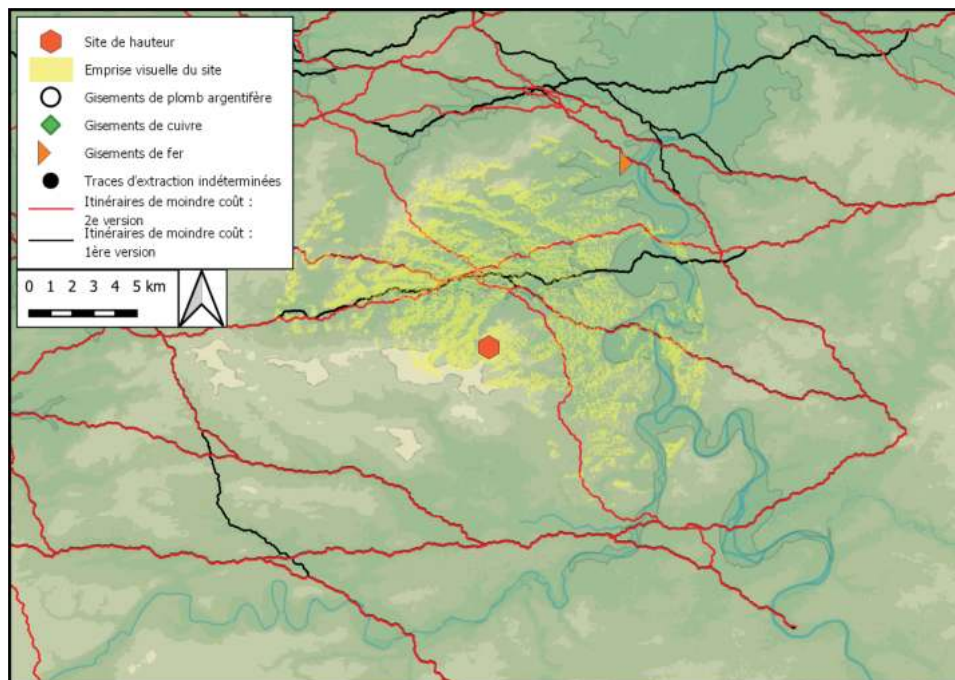 Site de hauteur
Emprise visuelle du site
Gisements de plomb argentifère
Gisements de cuivre
Gisements de fer
Traces d'extraction indéterminées
Itinéraires de moindre coût :
2e version
Itinéraires de moindre coût :
1ère version
0 1 2 3 4 5 km